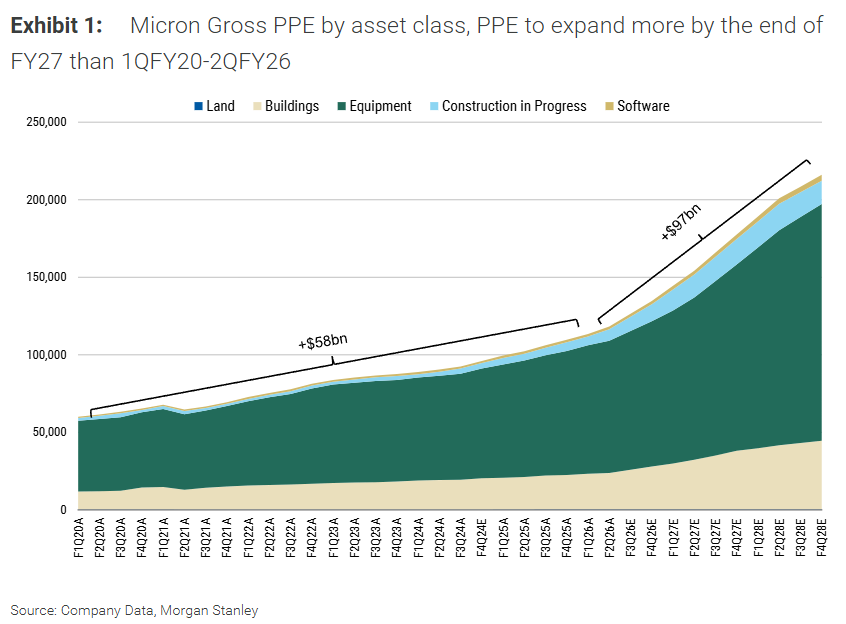 Exhibit 1: Micron Gross PPE by asset class, PPE to expand more by the end of
FY27 than 1QFY20-2QFY26
Land Buildings Equipment Construction in Progress Software
250,000
200,000
150,000
100,000
50,000
0
+$58bn
+$97bn
F1Q20A
F2Q20A
F3Q20A
F4Q20A
F1Q21A
F2Q21A
F3Q21A
F4Q21A
F1Q22A
F2Q22A
F3Q22A
F4Q22A
F1Q23A
F2Q23A
F3Q23A
F4Q23A
F1Q24A
F2Q24A
F3Q24A
F4Q24E
F1Q25A
F2Q25A
F3Q25A
F4Q25A
F1Q26A
F2Q26A
F3Q26E
F4Q26E
F1Q27E
F2Q27E
F3Q27E
F4Q27E
F1Q28E
F2Q28E
F3Q28E
F4Q28E
Source: Company Data, Morgan Stanley